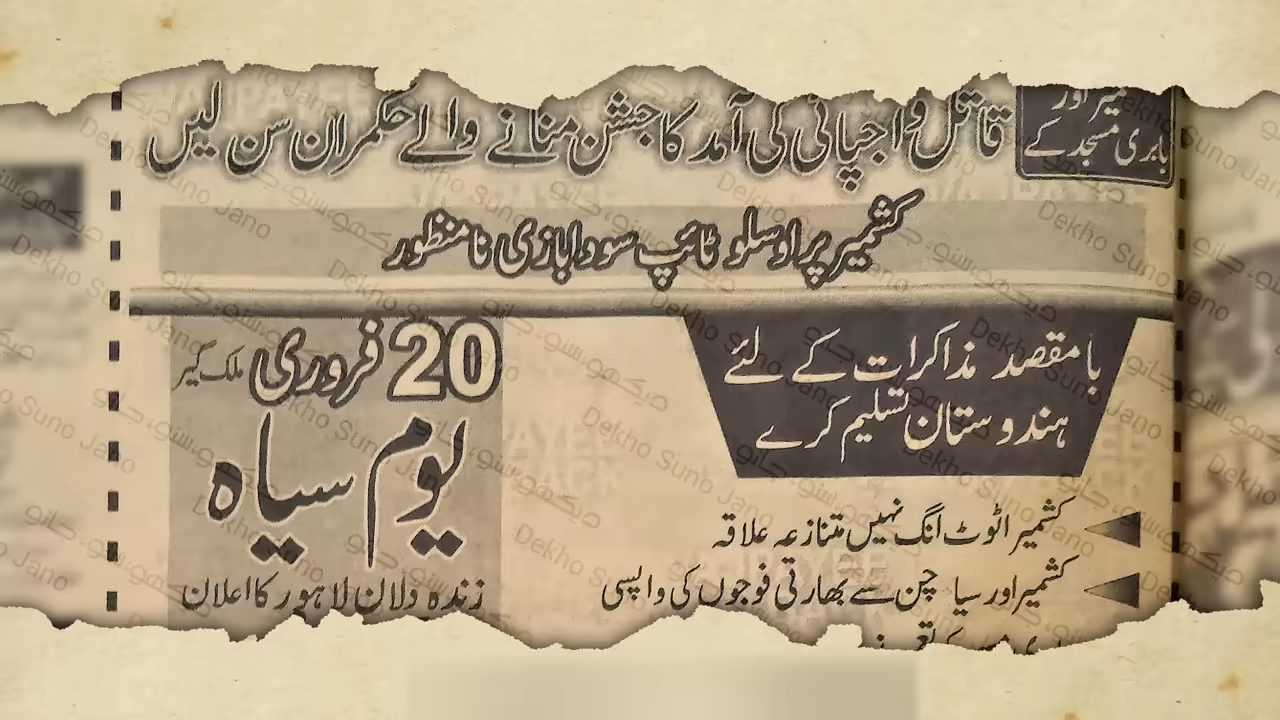 کشمیر اور
بابری مسجد کے
قاتل واجپائی کی آمد کا جشن منانے والے حکمران سن لیں
کشمیر پر اوسلو ٹائپ سودا بازی نامنظور
بامقصد مذاکرات کے لئے
ہندوستان تسلیم کرے
کشمیر اٹوٹ انگ نہیں متنازعہ علاقہ
کشمیر اور سیاچن سے بھارتی فوجوں کی واپسی
20 فروری ملک گیر
یوم سیاہ
زندہ دلان لاہور کا اعلان
Dekho Suno Jano
دیکھو، سنو، جانو